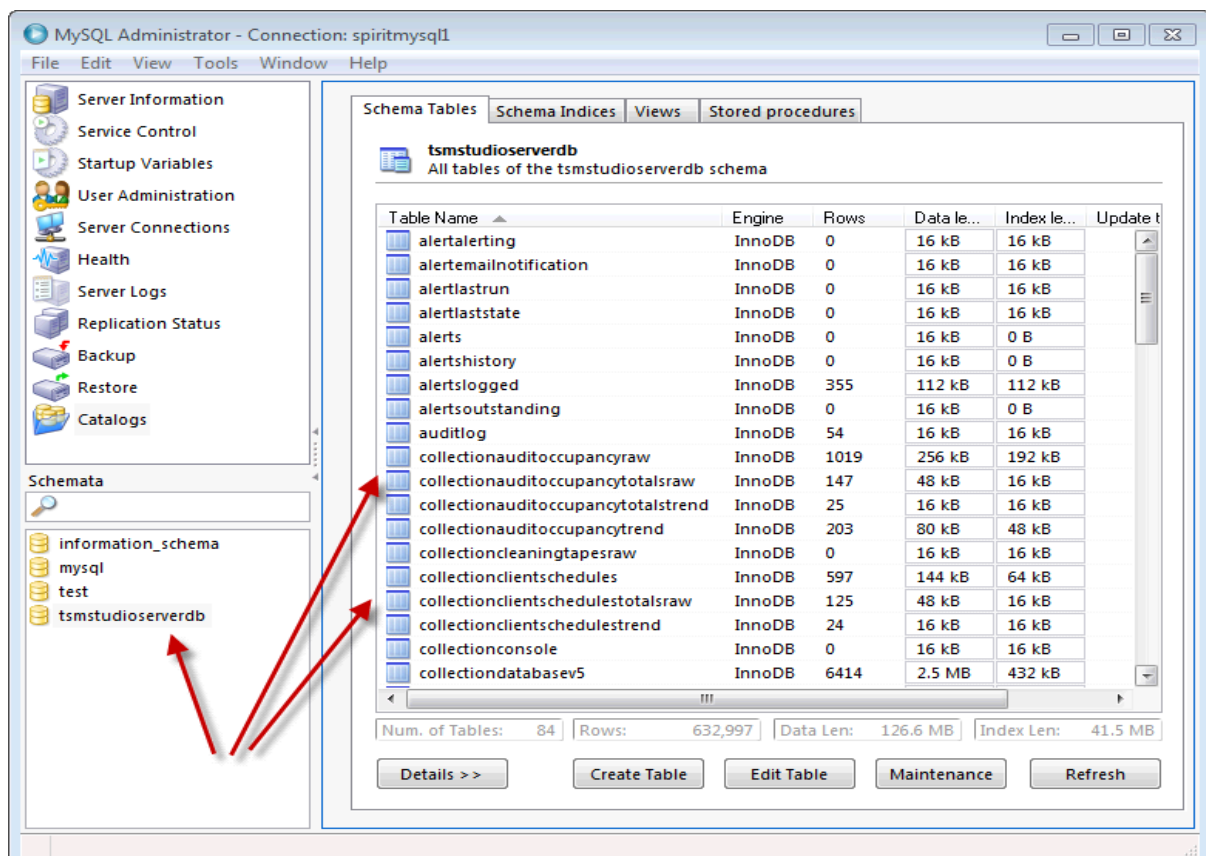 MySQL Administrator - Connection: spiritmysql1
File Edit View Tools Window Help
Server Information
Service Control
Startup Variables
User Administration
Server Connections
Health
Server Logs
Replication Status
Backup
Restore
Catalogs
Schemata
information_schema
mysql
test
tsmstudioserverdb
Schema Tables Schema Indices Views Stored procedures
tsmstudioserverdb
All tables of the tsmstudioserverdb schema
Table Name Engine Rows Data le... Index le... Update t
alertalerting InnoDB 0 16 kB 16 kB
alertemailnotification InnoDB 0 16 kB 16 kB
alertlastrun InnoDB 0 16 kB 16 kB
alertlaststate InnoDB 0 16 kB 16 kB
alerts InnoDB 0 16 kB 0 B
alertshistory InnoDB 0 16 kB 0 B
alertslogged InnoDB 355 112 kB 112 kB
alertsoutstanding InnoDB 0 16 kB 0 B
auditlog InnoDB 54 16 kB 16 kB
collectionauditoccupancyraw InnoDB 1019 256 kB 192 kB
collectionauditoccupancytotalsraw InnoDB 147 48 kB 16 kB
collectionauditoccupancytotalstrend InnoDB 25 16 kB 16 kB
collectionauditoccupancytrend InnoDB 203 80 kB 48 kB
collectioncleaningtapesraw InnoDB 0 16 kB 16 kB
collectionclientschedules InnoDB 597 144 kB 64 kB
collectionclientschedulestotalsraw InnoDB 125 48 kB 16 kB
collectionclientschedulestrend InnoDB 24 16 kB 16 kB
collectionconsole InnoDB 0 16 kB 16 kB
collectiondatabasev5 InnoDB 6414 2.5 MB 432 kB
Num. of Tables: 84 Rows: 632,997 Data Len: 126.6 MB Index Len: 41.5 MB
Details >> Create Table Edit Table Maintenance Refresh